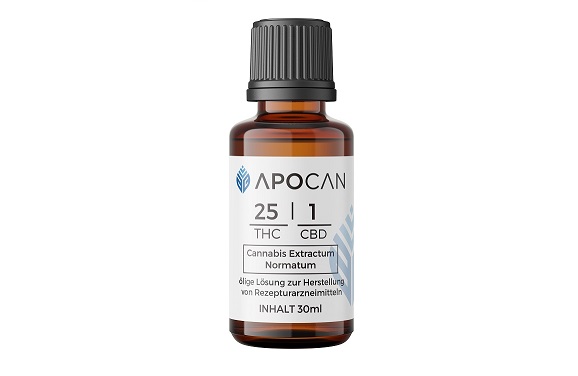 APOCAN
25 | 1
THC CBD
Cannabis Extractum
Normatum
ölige Lösung zur Herstellung
von Rezepturarzneimitteln
INHALT 30ml